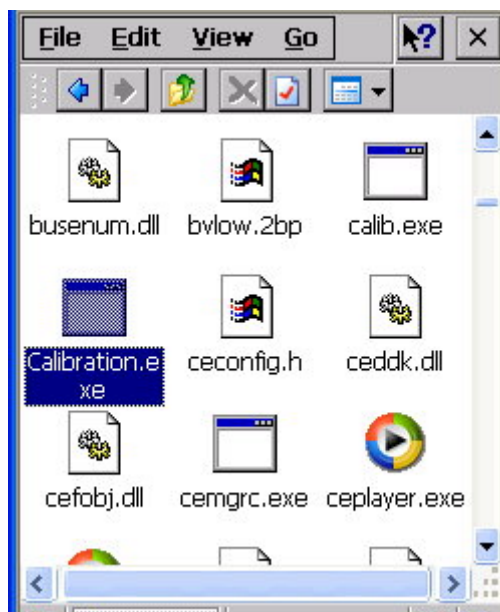 File Edit View Go ?
busenum.dll bvlow.2bp calib.exe
Calibration.e
xe
ceconfig.h ceddk.dll
cefobj.dll cemgrc.exe ceplayer.exe